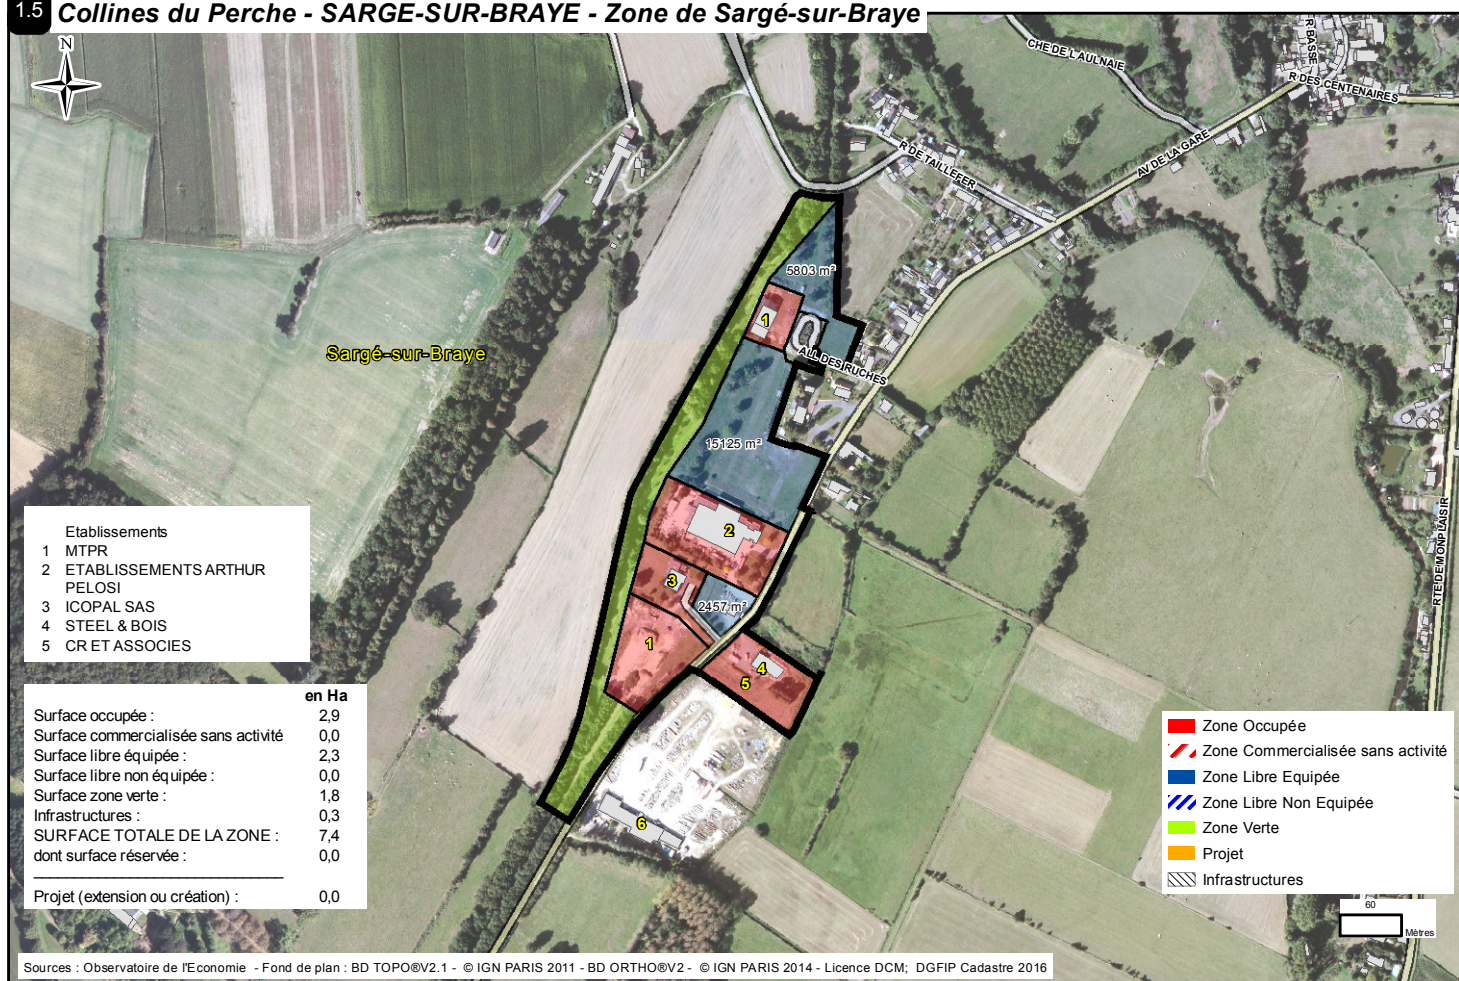 1.5 Collines du Perche - SARGE-SUR-BRAYE - Zone de Sargé-sur-Braye
N
CHE DE L'AULNAIE
R BASSE
R DES CENTENAIRES
AV DE LA GARE
R DE TAILLEFER
5803 m²
1
ALL DES RUCHES
Sargé-sur-Braye
15125 m²
2
3
2457 m²
1
4
5
6
RTE DE MONPLAISIR
Etablissements
1 MTPR
2 ETABLISSEMENTS ARTHUR
PELOSI
3 ICOPAL SAS
4 STEEL & BOIS
5 CR ET ASSOCIES
en Ha
Surface occupée : 2,9
Surface commercialisée sans activité 0,0
Surface libre équipée : 2,3
Surface libre non équipée : 0,0
Surface zone verte : 1,8
Infrastructures : 0,3
SURFACE TOTALE DE LA ZONE : 7,4
dont surface réservée : 0,0
Projet (extension ou création) : 0,0
Zone Occupée
Zone Commercialisée sans activité
Zone Libre Equipée
Zone Libre Non Equipée
Zone Verte
Projet
Infrastructures
60
Mètres
Sources : Observatoire de l'Economie - Fond de plan : BD TOPO®V2.1 - © IGN PARIS 2011 - BD ORTHO®V2 - © IGN PARIS 2014 - Licence DCM; DGFIP Cadastre 2016